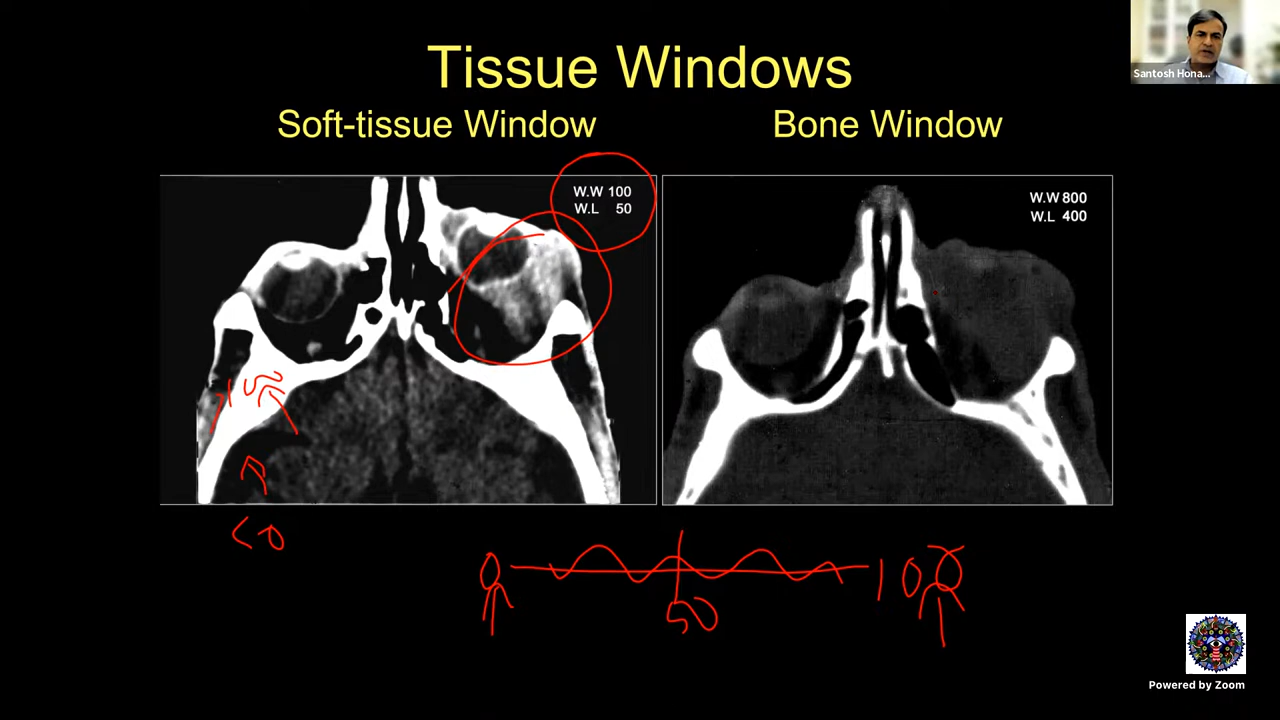 Santosh Hona...
Tissue Windows
Soft-tissue Window
Bone Window
W.W 100
W.L 50
W.W 800
W.L 400
<0
0
50
100
Powered by Zoom